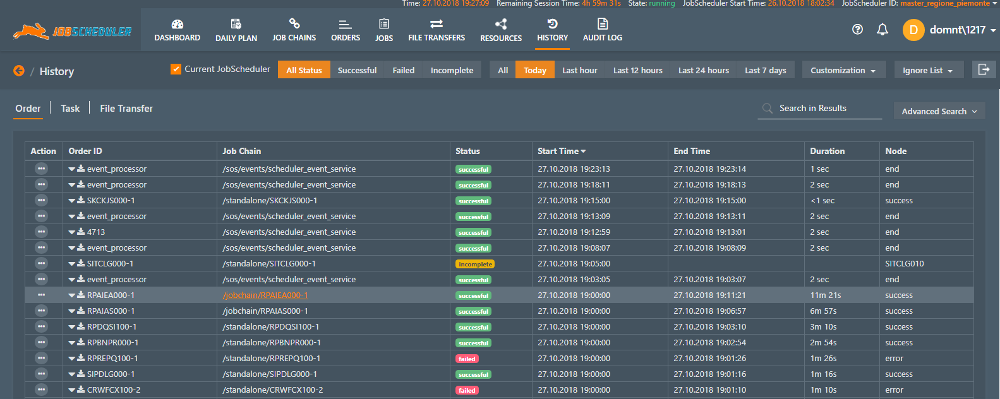 Time: 27.10.2018 19:27:09 Remaining Session Time: 4h 59m 31s State: running JobScheduler Start Time: 26.10.2018 18:02:34 JobScheduler ID: master_regione_piemonte
JOBSCHEDULER DASHBOARD DAILY PLAN JOB CHAINS ORDERS JOBS FILE TRANSFERS RESOURCES HISTORY AUDIT LOG D domnt\1217
/ History Current JobScheduler All Status Successful Failed Incomplete All Today Last hour Last 12 hours Last 24 hours Last 7 days Customization Ignore List
Order Task File Transfer Search in Results Advanced Search
Action Order ID Job Chain Status Start Time End Time Duration Node
event_processor /sos/events/scheduler_event_service successful 27.10.2018 19:23:13 27.10.2018 19:23:14 1 sec end
event_processor /sos/events/scheduler_event_service successful 27.10.2018 19:18:11 27.10.2018 19:18:13 2 sec end
SKCKJS000-1 /standalone/SKCKJS000-1 successful 27.10.2018 19:15:00 27.10.2018 19:15:00 <1 sec success
event_processor /sos/events/scheduler_event_service successful 27.10.2018 19:13:09 27.10.2018 19:13:11 2 sec end
4713 /sos/events/scheduler_event_service successful 27.10.2018 19:12:59 27.10.2018 19:13:01 2 sec end
event_processor /sos/events/scheduler_event_service successful 27.10.2018 19:08:07 27.10.2018 19:08:09 2 sec end
SITCLG000-1 /standalone/SITCLG000-1 incomplete 27.10.2018 19:05:00 SITCLG010
event_processor /sos/events/scheduler_event_service successful 27.10.2018 19:03:05 27.10.2018 19:03:07 2 sec end
RPAIEA000-1 /jobchain/RPAIEA000-1 successful 27.10.2018 19:00:00 27.10.2018 19:11:21 11m 21s success
RPAIAS000-1 /jobchain/RPAIAS000-1 successful 27.10.2018 19:00:00 27.10.2018 19:06:57 6m 57s success
RPDQSI100-1 /standalone/RPDQSI100-1 successful 27.10.2018 19:00:00 27.10.2018 19:03:10 3m 10s success
RPBNPR000-1 /standalone/RPBNPR000-1 successful 27.10.2018 19:00:00 27.10.2018 19:02:54 2m 54s success
RPREPQ100-1 /standalone/RPREPQ100-1 failed 27.10.2018 19:00:00 27.10.2018 19:01:26 1m 26s error
SIPDLG000-1 /standalone/SIPDLG000-1 successful 27.10.2018 19:00:00 27.10.2018 19:01:16 1m 16s success
CRWFCX100-2 /standalone/CRWFCX100-2 failed 27.10.2018 19:00:00 27.10.2018 19:01:10 1m 10s error